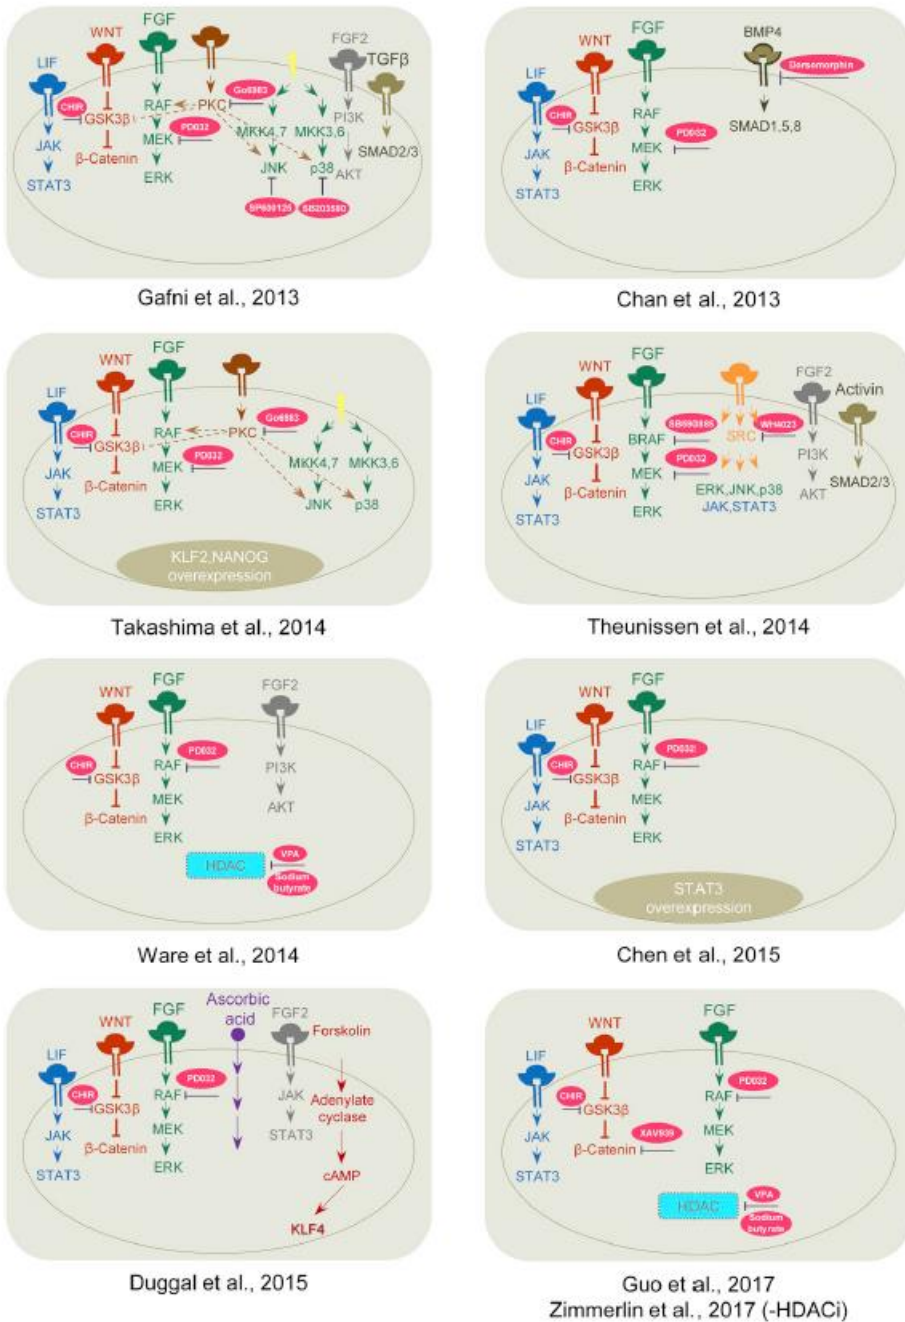 FGF
WNT
FGF2
TGFβ
LIF
Go6983
CHIR
RAF
PKC
GSK3β
PD032
MKK4,7
MKK3,6
PI3K
JAK
MEK
β-Catenin
JNK
p38
AKT
SMAD2/3
STAT3
ERK
SP600125
SB203580
Gafni et al., 2013
FGF
WNT
BMP4
LIF
Dorsomorphin
CHIR
RAF
GSK3β
SMAD1,5,8
PD032
JAK
MEK
β-Catenin
STAT3
ERK
Chan et al., 2013
FGF
WNT
LIF
Go6983
CHIR
RAF
PKC
GSK3β
PD032
MKK4,7
MKK3,6
JAK
MEK
β-Catenin
JNK
p38
STAT3
ERK
KLF2,NANOG
overexpression
Takashima et al., 2014
FGF
WNT
FGF2
Activin
LIF
SB590885
WH4023
CHIR
BRAF
SRC
GSK3β
PD032
PI3K
JAK
MEK
β-Catenin
ERK,JNK,p38
JAK,STAT3
AKT
SMAD2/3
STAT3
ERK
Theunissen et al., 2014
FGF
WNT
FGF2
PD032
CHIR
RAF
PI3K
GSK3β
MEK
AKT
β-Catenin
ERK
HDAC
VPA
Sodium
butyrate
Ware et al., 2014
FGF
WNT
LIF
PD032
CHIR
RAF
GSK3β
JAK
MEK
β-Catenin
STAT3
ERK
STAT3
overexpression
Chen et al., 2015
Ascorbic
acid
FGF
FGF2
WNT
Forskolin
LIF
PD032
CHIR
RAF
JAK
GSK3β
Adenylate
cyclase
JAK
MEK
STAT3
β-Catenin
STAT3
ERK
cAMP
KLF4
Duggal et al., 2015
FGF
WNT
LIF
PD032
CHIR
RAF
GSK3β
XAV939
JAK
MEK
β-Catenin
STAT3
ERK
HDAC
VPA
Sodium
butyrate
Guo et al., 2017
Zimmerlin et al., 2017 (-HDACi)